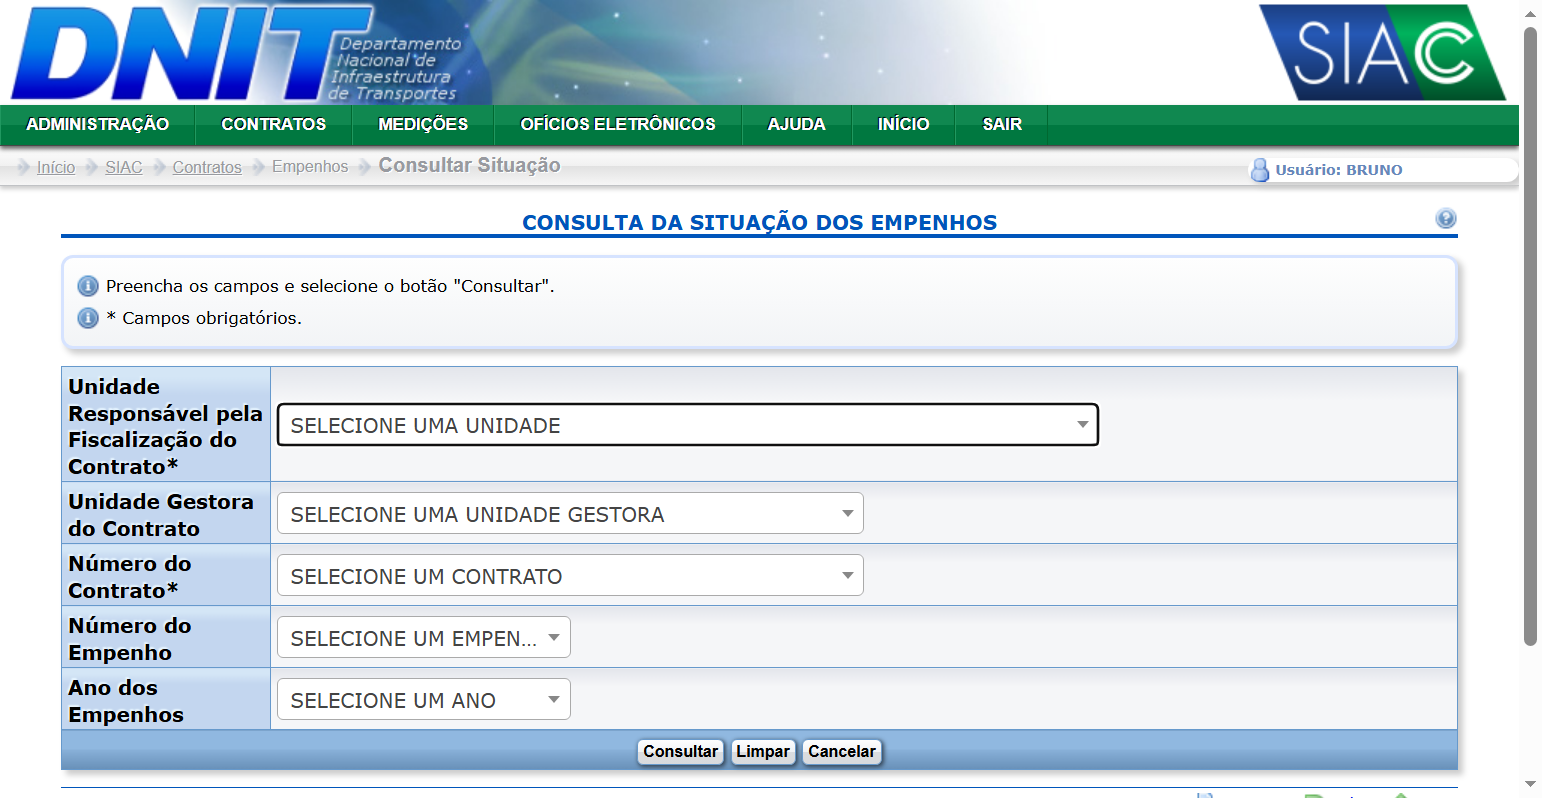 DNIT
Departamento
Nacional de
Infraestrutura
de Transportes
SIAC
ADMINISTRAÇÃO CONTRATOS MEDIÇÕES OFÍCIOS ELETRÔNICOS AJUDA INÍCIO SAIR
Início SIAC Contratos Empenhos Consultar Situação
Usuário: BRUNO
CONSULTA DA SITUAÇÃO DOS EMPENHOS
Preencha os campos e selecione o botão "Consultar".
* Campos obrigatórios.
Unidade
Responsável pela
Fiscalização do
Contrato*
SELECIONE UMA UNIDADE
Unidade Gestora
do Contrato
SELECIONE UMA UNIDADE GESTORA
Número do
Contrato*
SELECIONE UM CONTRATO
Número do
Empenho
SELECIONE UM EMPEN...
Ano dos
Empenhos
SELECIONE UM ANO
Consultar Limpar Cancelar